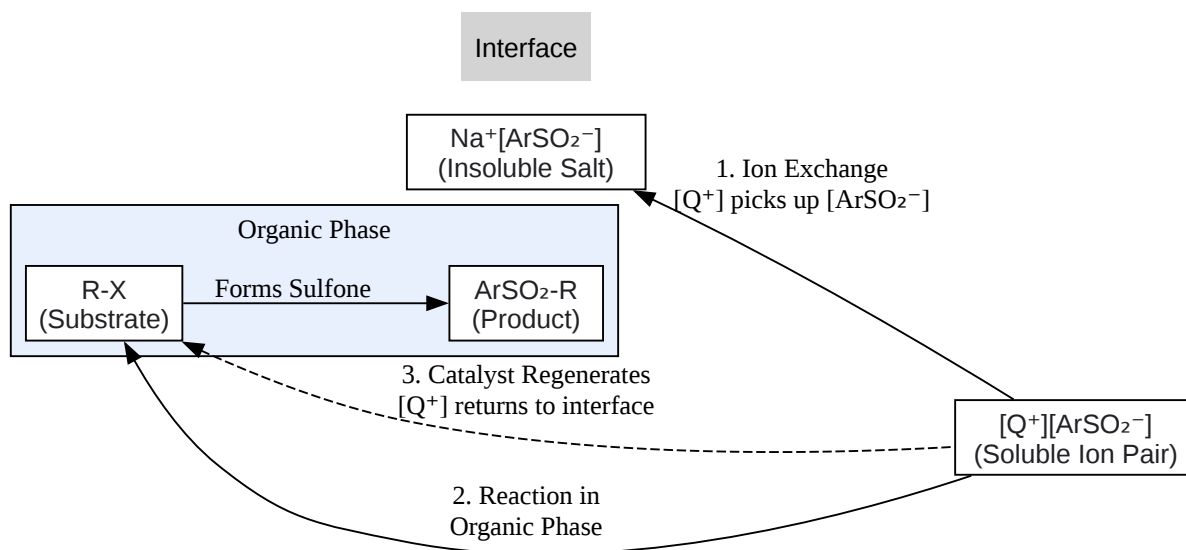 Interface
Na⁺[ArSO₂⁻]
(Insoluble Salt)
1. Ion Exchange
[Q⁺] picks up [ArSO₂⁻]
Organic Phase
R-X
(Substrate)
Forms Sulfone
ArSO₂-R
(Product)
3. Catalyst Regenerates
[Q⁺] returns to interface
[Q⁺][ArSO₂⁻]
(Soluble Ion Pair)
2. Reaction in
Organic Phase